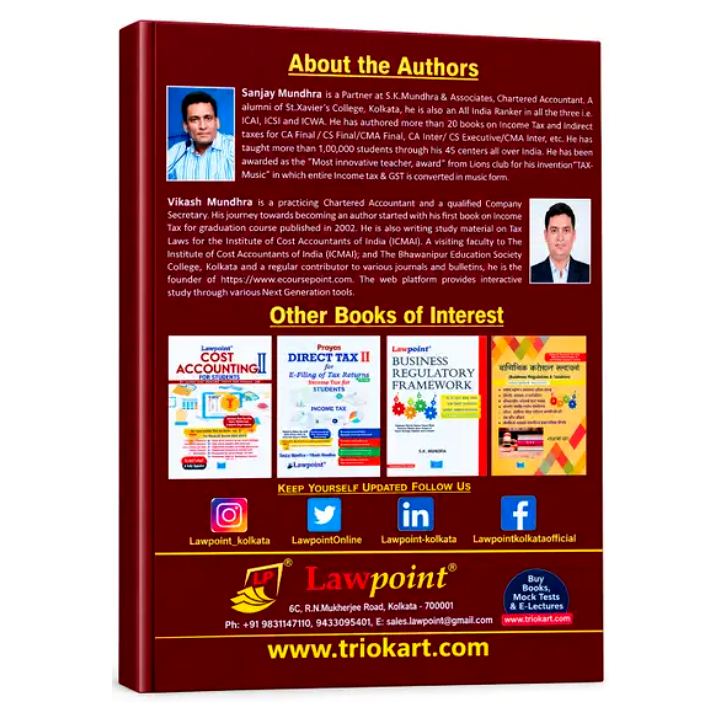 About the Authors
Sanjay Mundhra is a Partner at S.K.Mundhra & Associates, Chartered Accountant. A
alumni of St.Xavier's College, Kolkata, he is also an All India Ranker in all the three i.e.
ICAI, ICSI and ICWA. He has authored more than 20 books on Income Tax and Indirect
taxes for CA Final / CS Final/CMA Final, CA Inter/ CS Executive/CMA Inter, etc. He has
taught more than 1,00,000 students through his 45 centers all over India. He has been
awarded as the "Most innovative teacher, award" from Lions club for his invention"TAX-
Music" in which entire Income tax & GST is converted in music form.
Vikash Mundhra is a practicing Chartered Accountant and a qualified Company
Secretary. His journey towards becoming an author started with his first book on Income
Tax for graduation course published in 2002. He is also writing study material on Tax
Laws for the Institute of Cost Accountants of India (ICMAI). A visiting faculty to The
Institute of Cost Accountants of India (ICMAI); and The Bhawanipur Education Society
College, Kolkata and a regular contributor to various journals and bulletins, he is the
founder of https://www.ecoursepoint.com. The web platform provides interactive
study through various Next Generation tools.
Other Books of Interest
Lawpoint®
COST
ACCOUNTING II
FOR STUDENTS
Prayas
DIRECT TAX II
for
E-Filing of Tax Returns
Income Tax for
STUDENTS
INCOME TAX
Lawpoint®
Lawpoint®
BUSINESS
REGULATORY
FRAMEWORK
S.K. MUNDRA
(Business Regulations & Taxation)
KEEP YOURSELF UPDATED FOLLOW US
Lawpoint_kolkata
LawpointOnline
Lawpoint-kolkata
Lawpointkolkataofficial
LP®
Lawpoint®
6C, R.N.Mukherjee Road, Kolkata - 700001
Ph: +91 9831147110, 9433095401, E: sales.lawpoint@gmail.com
Buy
Books,
Mock Tests
& E-Lectures
www.triokart.com
www.triokart.com